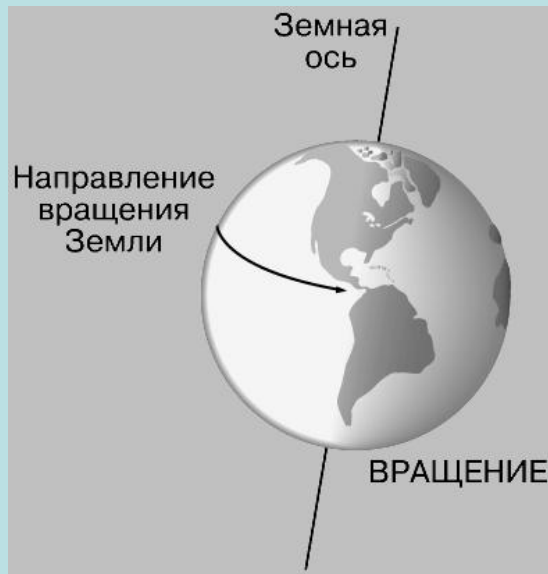 Земная
ось
Направление
вращения
Земли
ВРАЩЕНИЕ